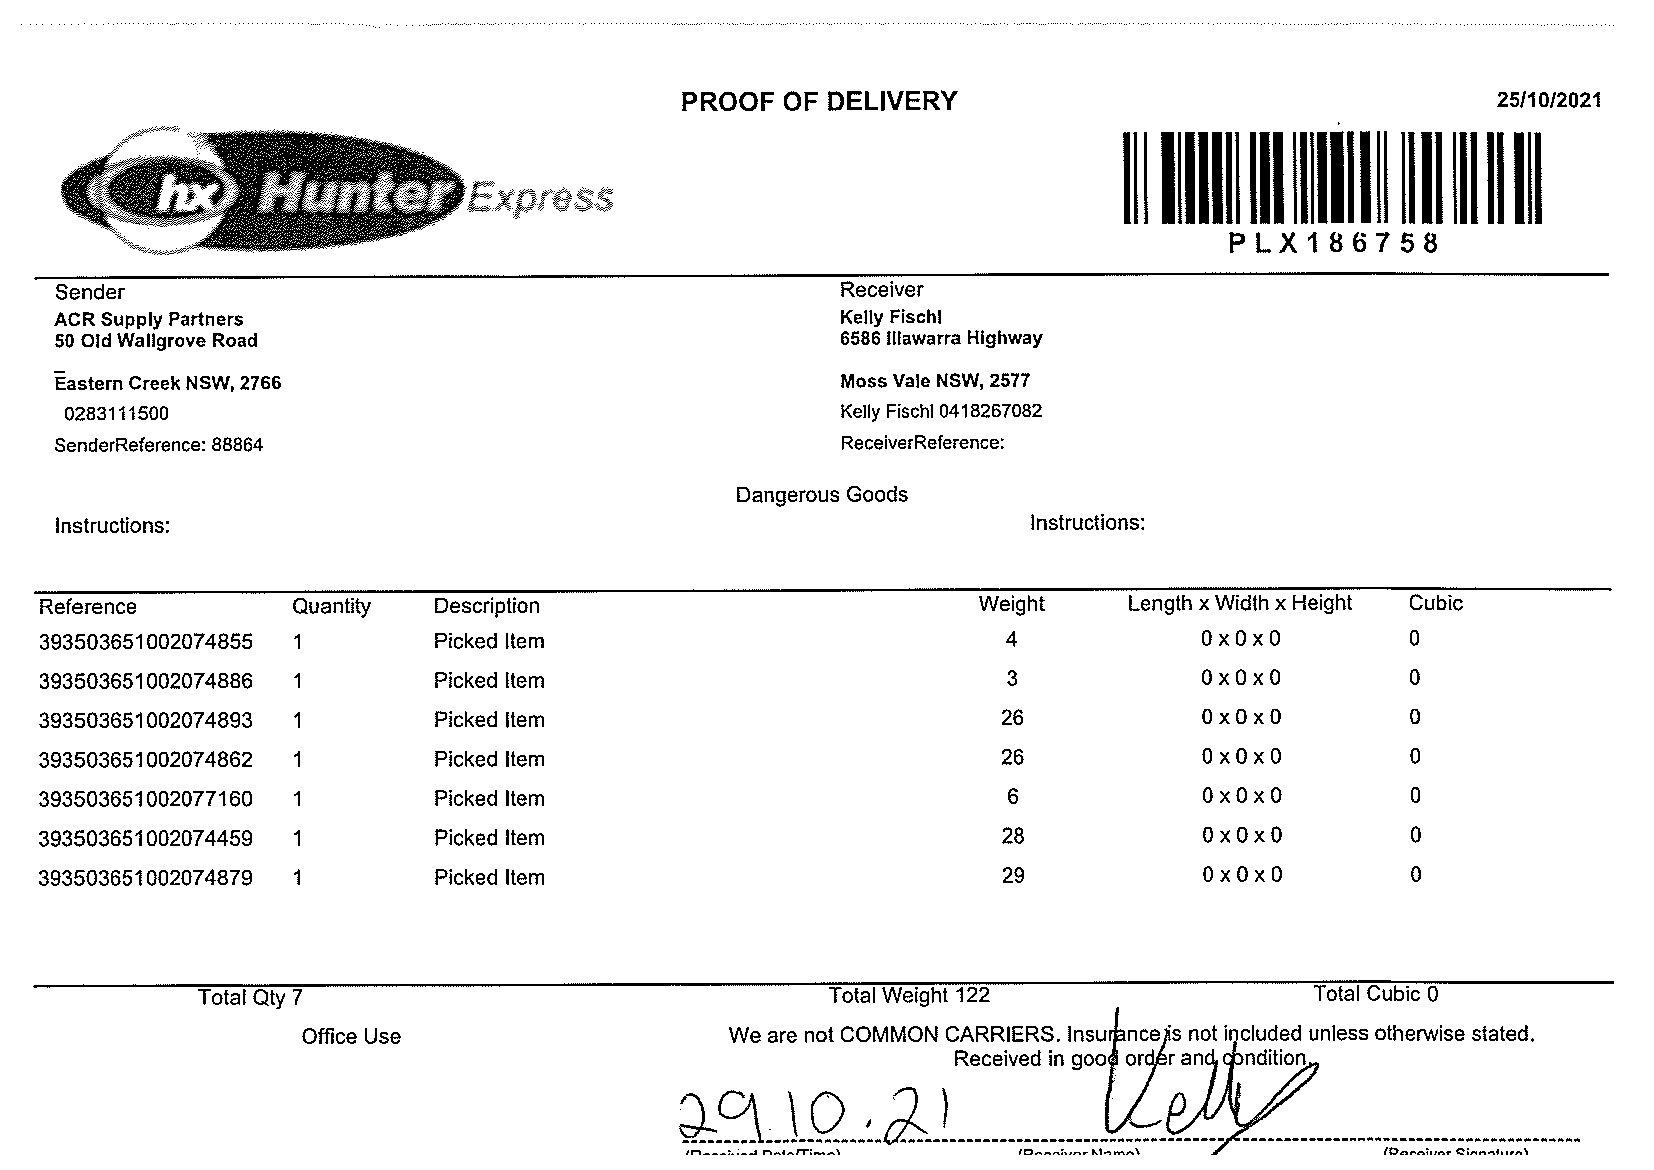 PROOF OF DELIVERY
25/10/2021
hx Hunter Express
PLX186758
Sender
ACR Supply Partners
50 Old Wallgrove Road
Eastern Creek NSW, 2766
0283111500
SenderReference: 88864
Receiver
Kelly Fischl
6586 Illawarra Highway
Moss Vale NSW, 2577
Kelly Fischl 0418267082
ReceiverReference:
Dangerous Goods
Instructions:
Instructions:
Reference Quantity Description Weight Length x Width x Height Cubic
393503651002074855 1 Picked Item 4 0 x 0 x 0 0
393503651002074886 1 Picked Item 3 0 x 0 x 0 0
393503651002074893 1 Picked Item 26 0 x 0 x 0 0
393503651002074862 1 Picked Item 26 0 x 0 x 0 0
393503651002077160 1 Picked Item 6 0 x 0 x 0 0
393503651002074459 1 Picked Item 28 0 x 0 x 0 0
393503651002074879 1 Picked Item 29 0 x 0 x 0 0
Total Qty 7 Total Weight 122 Total Cubic 0
Office Use
We are not COMMON CARRIERS. Insurance is not included unless otherwise stated.
Received in good order and condition.
29.10.21 Kelly
(Received Date/Time) (Receiver Name) (Receiver Signature)